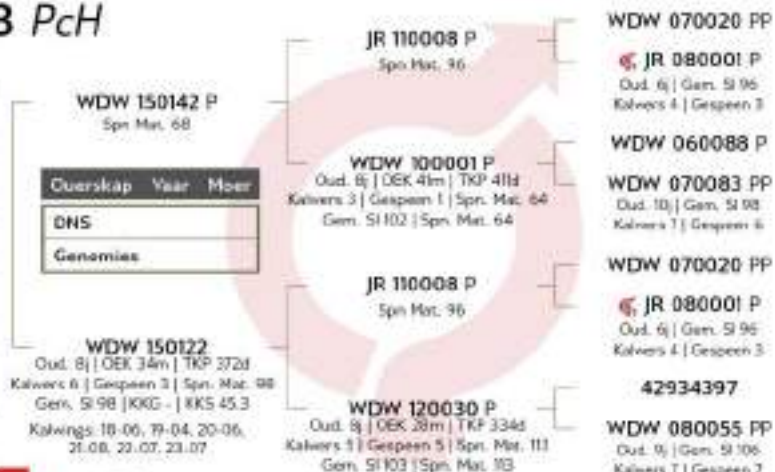 PcH
WDW 150142 P
Spn Mat. 68
Ouerskap Vaar Moer
DNS
Genomies
WDW 150122
Oud. 8j | OEK 34m | TKP 372d
Kalwers 6 | Gespeen 3 | Spn. Mat. 98
Gem. SI 98 | KKG - | KKS 45.3
Kalwings: 18-06, 19-04, 20-06,
21-08, 22-07, 23-07
JR 110008 P
Spn Mat. 96
WDW 100001 P
Oud. 8j | OEK 41m | TKP 411d
Kalwers 3 | Gespeen 1 | Spn. Mat. 64
Gem. SI 102 | Spn. Mat. 64
JR 110008 P
Spn Mat. 96
WDW 120030 P
Oud. 8j | OEK 28m | TKP 334d
Kalwers | Gespeen 5 | Spn. Mat. 113
Gem. SI 103 | Spn. Mat. 113
WDW 070020 PP
JR 080001 P
Oud. 6j | Gem. SI 96
Kalwers 4 | Gespeen 3
WDW 060088 P
WDW 070083 PP
Oud. 10j | Gem. SI 98
Kalwers 7 | Gespeen 6
WDW 070020 PP
JR 080001 P
Oud. 6j | Gem. SI 96
Kalwers 4 | Gespeen 3
42934397
WDW 080055 PP
Oud. 9j | Gem. SI 106
Kalwers 7 | Gespeen 7